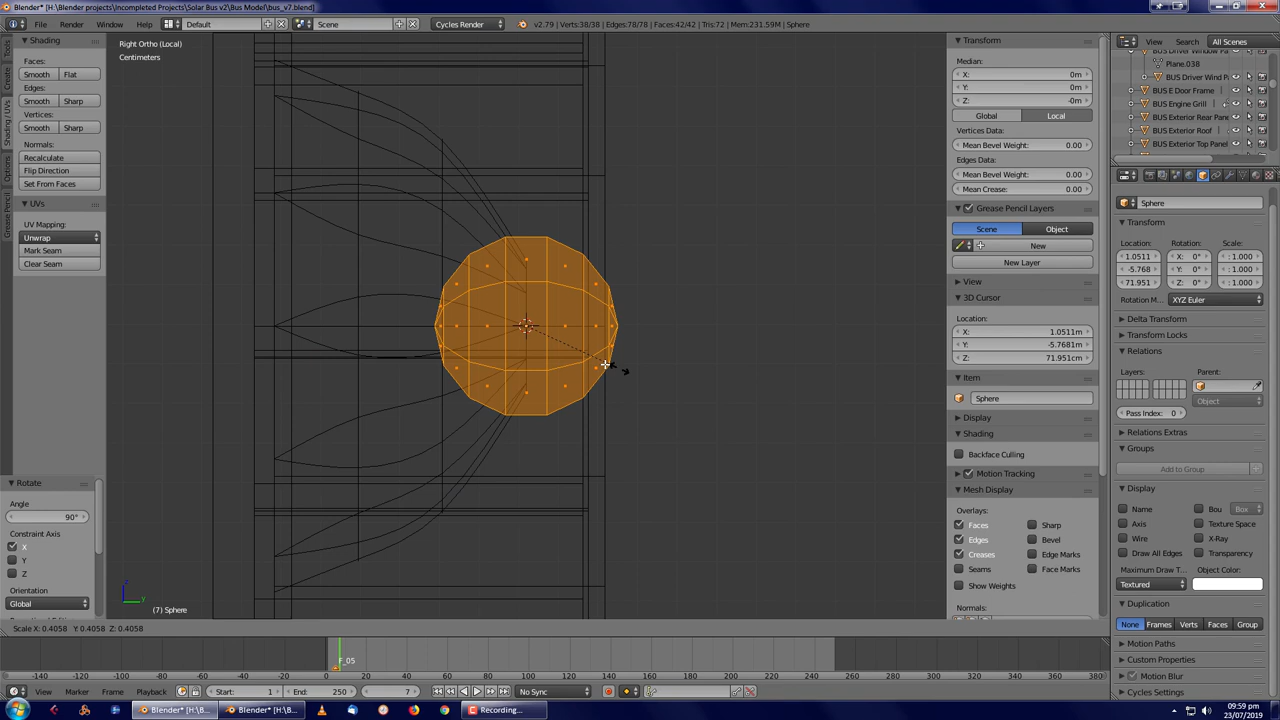 Blender* [H:\Incompleted Projects\Solar Bus v2\Bus Model\bus_v7.blend]
File Render Window Help Default Scene Cycles Render v2.79 | Verts:38/38 | Edges:78/78 | Faces:42/42 | Tris:72 | Mem:231.59M | Sphere
Tools
Create
Shading / UVs
Options
Grease Pencil
Shading
Faces:
Smooth Flat
Edges:
Smooth Sharp
Vertices:
Smooth Sharp
Normals:
Recalculate
Flip Direction
Set From Faces
UVs
UV Mapping:
Unwrap
Mark Seam
Clear Seam
Rotate
Angle
90°
Constraint Axis
X
Y
Z
Orientation
Global
Right Ortho (Local)
Centimeters
(7) Sphere
Scale X: 0.4058 Y: 0.4058 Z: 0.4058
Transform
Median:
X: 0m
Y: 0m
Z: -0m
Global Local
Vertices Data:
Mean Bevel Weight: 0.00
Edges Data:
Mean Bevel Weight: 0.00
Mean Crease: 0.00
Grease Pencil Layers
Scene Object
New
New Layer
View
3D Cursor
Location:
X: 1.0511m
Y: -5.7681m
Z: 71.951cm
Item
Sphere
Display
Shading
Backface Culling
Motion Tracking
Mesh Display
Overlays:
Faces Sharp
Edges Bevel
Creases Edge Marks
Seams Face Marks
Show Weights
Normals:
View Search All Scenes
BUS Driver Window P
Plane.038
BUS Driver Wind P
BUS E Door Frame
BUS Engine Grill
BUS Exterior Rear Pane
BUS Exterior Roof
BUS Exterior Top Panel
Sphere
Transform
Location: Rotation: Scale:
1.0511 X: 0° : 1.000
-5.768 Y: 0° : 1.000
71.951 Z: 0° : 1.000
Rotation M... XYZ Euler
Delta Transform
Transform Locks
Relations
Layers: Parent:
Object
Pass Index: 0
Relations Extras
Groups
Add to Group
Display
Name Bou Box
Axis Texture Space
Wire X-Ray
Draw All Edges Transparency
Maximum Draw T... Object Color:
Textured
Duplication
None Frames Verts Faces Group
Motion Paths
Custom Properties
Motion Blur
Cycles Settings
F_05
-140 -120 -100 -80 -60 -40 -20 0 20 40 60 80 100 120 140 160 180 200 220 240 260 280 300 320 340 360 380
View Marker Frame Playback Start: 1 End: 250 7 No Sync
Blender* [H:\B... Blender* [H:\B... Recording...
09:59 pm
23/07/2019